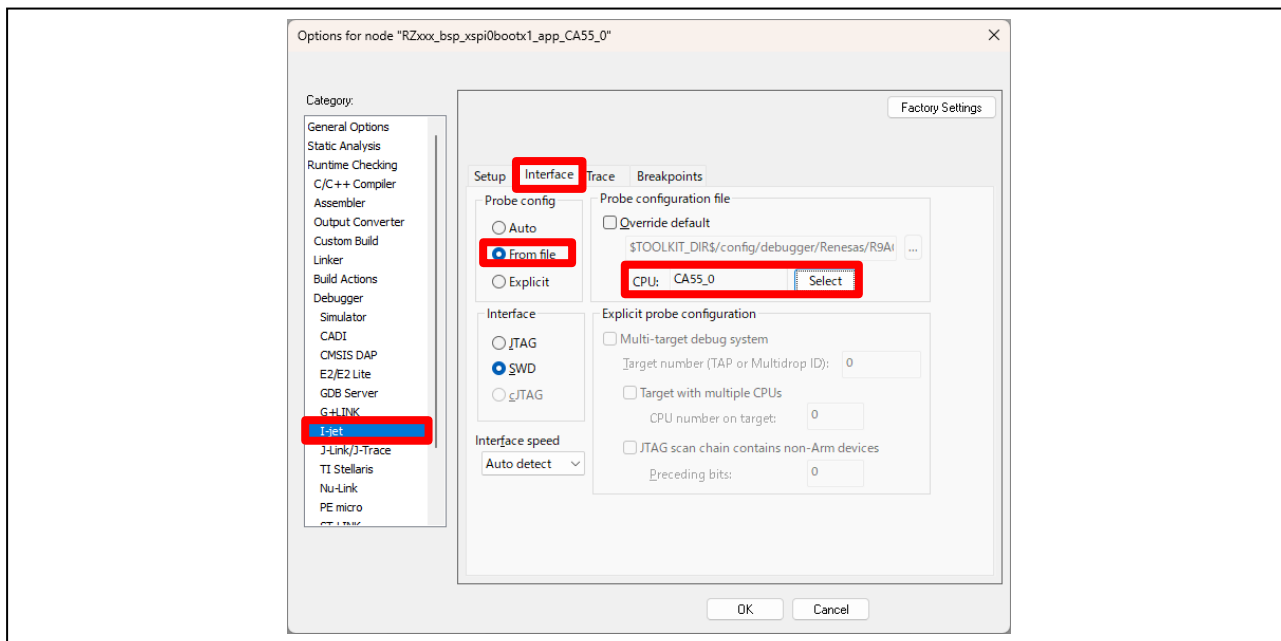 Options for node "RZxxx_bsp_xspi0bootx1_app_CA55_0"
Category:
General Options
Static Analysis
Runtime Checking
C/C++ Compiler
Assembler
Output Converter
Custom Build
Linker
Build Actions
Debugger
Simulator
CADI
CMSIS DAP
E2/E2 Lite
GDB Server
G+LINK
I-jet
J-Link/J-Trace
TI Stellaris
Nu-Link
PE micro
ST-LINK
Factory Settings
Setup Interface Trace Breakpoints
Probe config
Auto
From file
Explicit
Probe configuration file
Override default
$TOOLKIT_DIR$/config/debugger/Renesas/R9A ...
CPU: CA55_0 Select
Interface
JTAG
SWD
cJTAG
Interface speed
Auto detect
Explicit probe configuration
Multi-target debug system
Target number (TAP or Multidrop ID): 0
Target with multiple CPUs
CPU number on target: 0
JTAG scan chain contains non-Arm devices
Preceding bits: 0
OK Cancel